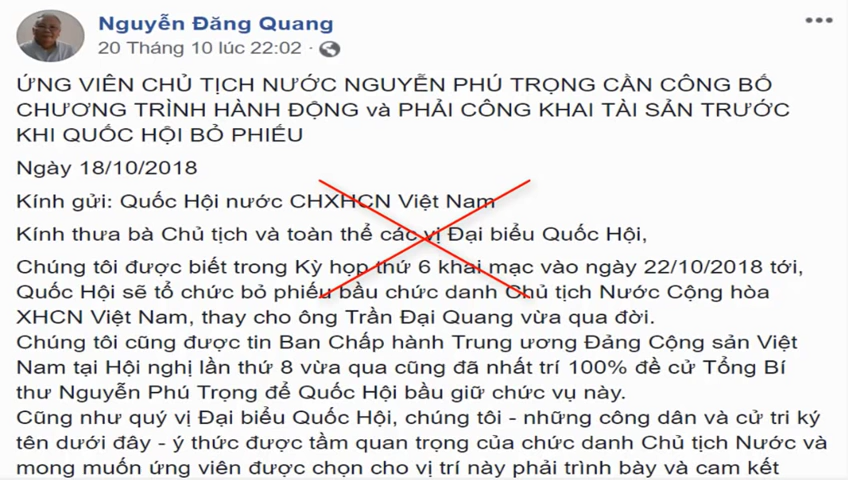 Nguyễn Đăng Quang
20 Tháng 10 lúc 22:02 ·
ỨNG VIÊN CHỦ TỊCH NƯỚC NGUYỄN PHÚ TRỌNG CẦN CÔNG BỐ
CHƯƠNG TRÌNH HÀNH ĐỘNG và PHẢI CÔNG KHAI TÀI SẢN TRƯỚC
KHI QUỐC HỘI BỎ PHIẾU
Ngày 18/10/2018
Kính gửi: Quốc Hội nước CHXHCN Việt Nam
Kính thưa bà Chủ tịch và toàn thể các vị Đại biểu Quốc Hội,
Chúng tôi được biết trong Kỳ họp thứ 6 khai mạc vào ngày 22/10/2018 tới,
Quốc Hội sẽ tổ chức bỏ phiếu bầu chức danh Chủ tịch Nước Cộng hòa
XHCN Việt Nam, thay cho ông Trần Đại Quang vừa qua đời.
Chúng tôi cũng được tin Ban Chấp hành Trung ương Đảng Cộng sản Việt
Nam tại Hội nghị lần thứ 8 vừa qua cũng đã nhất trí 100% đề cử Tổng Bí
thư Nguyễn Phú Trọng để Quốc Hội bầu giữ chức vụ này.
Cũng như quý vị Đại biểu Quốc Hội, chúng tôi - những công dân và cử tri ký
tên dưới đây - ý thức được tầm quan trọng của chức danh Chủ tịch Nước và
mong muốn ứng viên được chọn cho vị trí này phải trình bày và cam kết